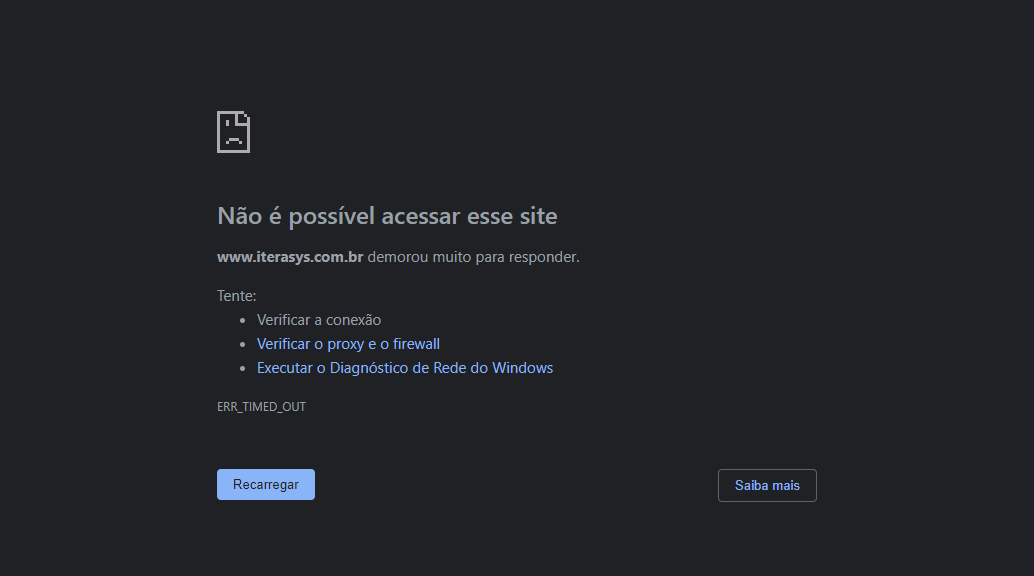 Não é possível acessar esse site
www.iterasys.com.br demorou muito para responder.
Tente:
Verificar a conexão
Verificar o proxy e o firewall
Executar o Diagnóstico de Rede do Windows
ERR_TIMED_OUT
Recarregar
Saiba mais